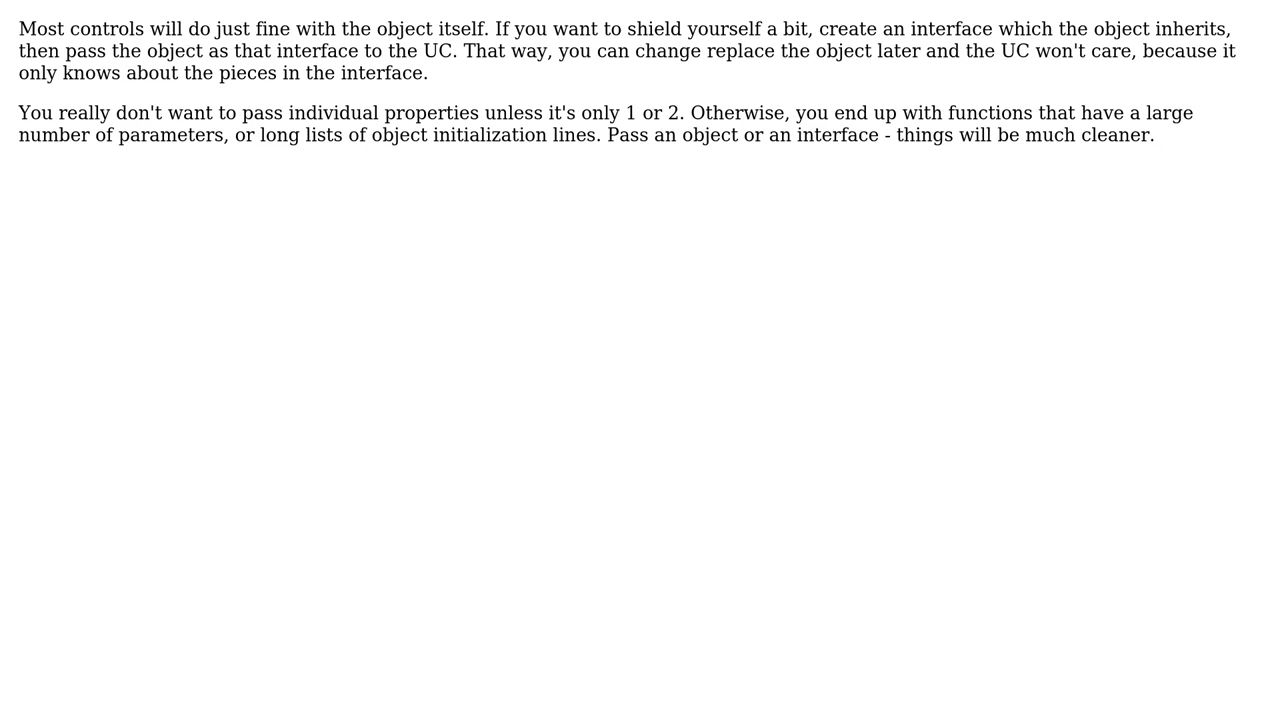 Most controls will do just fine with the object itself. If you want to shield yourself a bit, create an interface which the object inherits,
then pass the object as that interface to the UC. That way, you can change replace the object later and the UC won't care, because it
only knows about the pieces in the interface.
You really don't want to pass individual properties unless it's only 1 or 2. Otherwise, you end up with functions that have a large
number of parameters, or long lists of object initialization lines. Pass an object or an interface - things will be much cleaner.